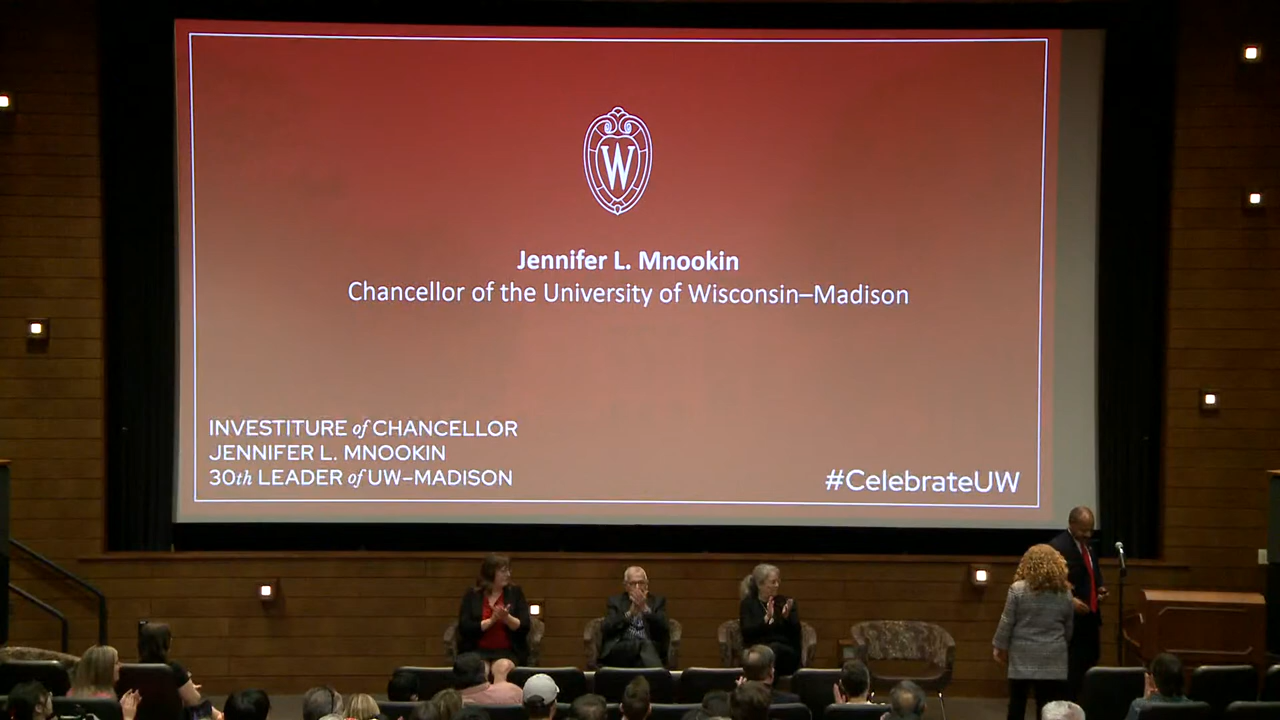 W
Jennifer L. Mnookin
Chancellor of the University of Wisconsin–Madison
INVESTITURE of CHANCELLOR
JENNIFER L. MNOOKIN
30th LEADER of UW–MADISON
#CelebrateUW